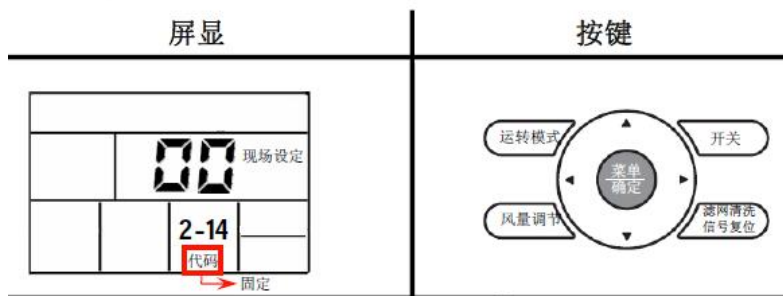 屏显
按键
00 现场设定
2-14
代码
固定
运转模式
开关
菜单
确定
风量调节
滤网清洗
信号复位